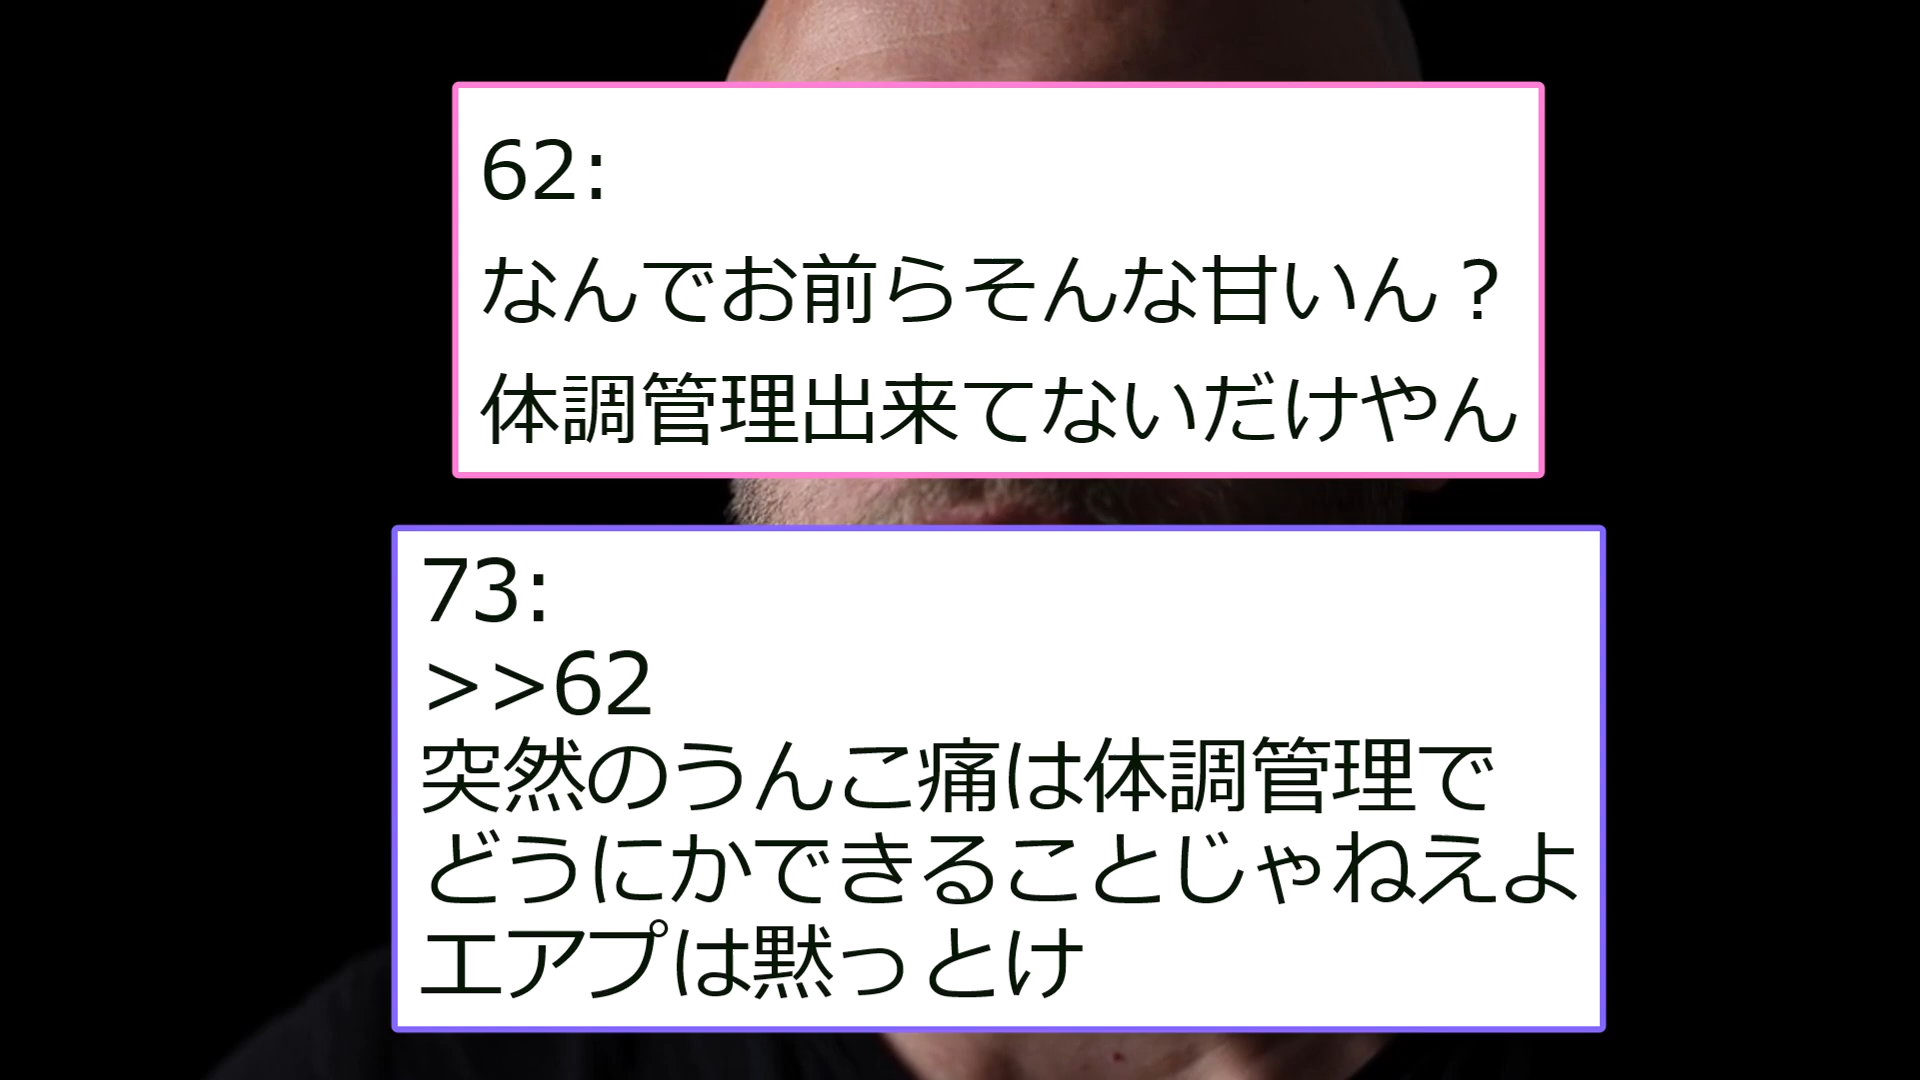 62:
なんでお前らそんな甘いん？
体調管理出来てないだけやん
73:
>>62
突然のうんこ痛は体調管理で
どうにかできることじゃねえよ
エアプは黙っとけ